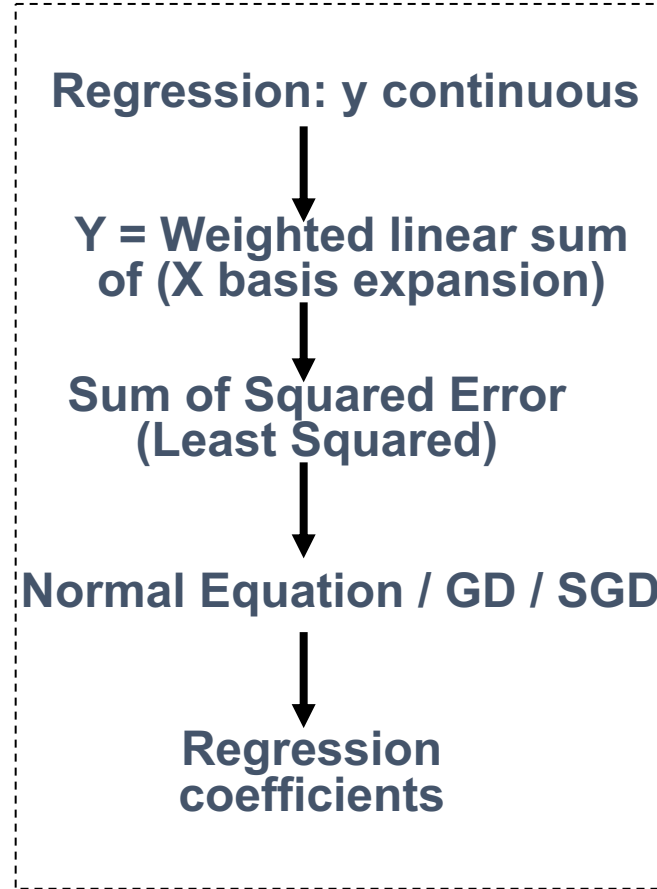 Regression: y continuous
Y = Weighted linear sum
of (X basis expansion)
Sum of Squared Error
(Least Squared)
Normal Equation / GD / SGD
Regression
coefficients